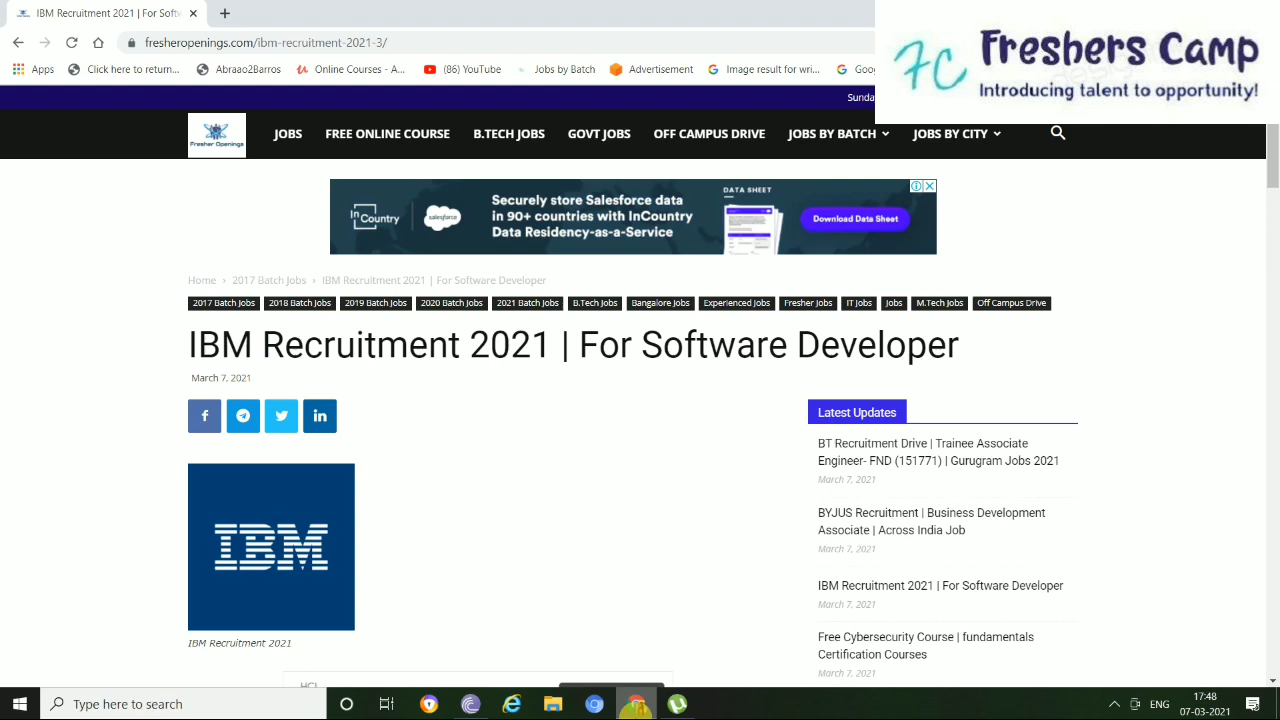 IBM Recruitment 2021 | For Soft
Freshers Camp
Introducing talent to opportunity!
fresheropenings.com/ibm-recruitment-2021-3/
Apps
Click here to return...
Abraao2Barros
Online Courses - An...
(86) YouTube
Jobs by Batch
Advertisement
Image result for wri...
Goog
Sunda
Fresher Openings
JOBS
FREE ONLINE COURSE
B.TECH JOBS
GOVT JOBS
OFF CAMPUS DRIVE
JOBS BY BATCH
JOBS BY CITY
InCountry
salesforce
Securely store Salesforce data
in 90+ countries with InCountry
Data Residency-as-a-Service
DATA SHEET
Download Data Sheet
Home › 2017 Batch Jobs › IBM Recruitment 2021 | For Software Developer
2017 Batch Jobs 2018 Batch Jobs 2019 Batch Jobs 2020 Batch Jobs 2021 Batch Jobs B.Tech Jobs Bangalore Jobs Experienced Jobs Fresher Jobs IT Jobs Jobs M.Tech Jobs Off Campus Drive
IBM Recruitment 2021 | For Software Developer
March 7, 2021
IBM
IBM Recruitment 2021
HCL
Latest Updates
BT Recruitment Drive | Trainee Associate
Engineer- FND (151771) | Gurugram Jobs 2021
March 7, 2021
BYJUS Recruitment | Business Development
Associate | Across India Job
March 7, 2021
IBM Recruitment 2021 | For Software Developer
March 7, 2021
Free Cybersecurity Course | fundamentals
Certification Courses
March 7, 2021
Type here to search
ENG
17:48
07-03-2021